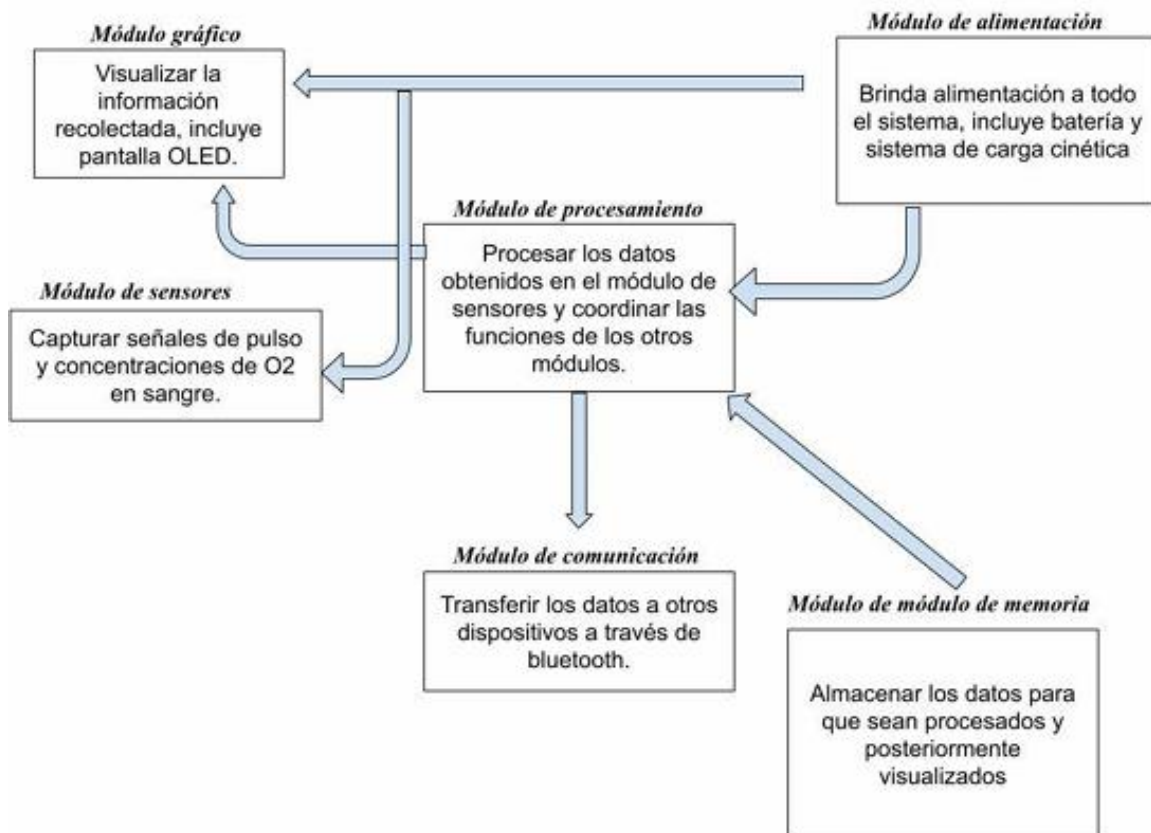 Módulo gráfico
Visualizar la
información
recolectada, incluye
pantalla OLED.
Módulo de alimentación
Brinda alimentación a todo
el sistema, incluye batería y
sistema de carga cinética
Módulo de procesamiento
Procesar los datos
obtenidos en el módulo de
sensores y coordinar las
funciones de los otros
módulos.
Módulo de sensores
Capturar señales de pulso
y concentraciones de O2
en sangre.
Módulo de comunicación
Transferir los datos a otros
dispositivos a través de
bluetooth.
Módulo de módulo de memoria
Almacenar los datos para
que sean procesados y
posteriormente
visualizados